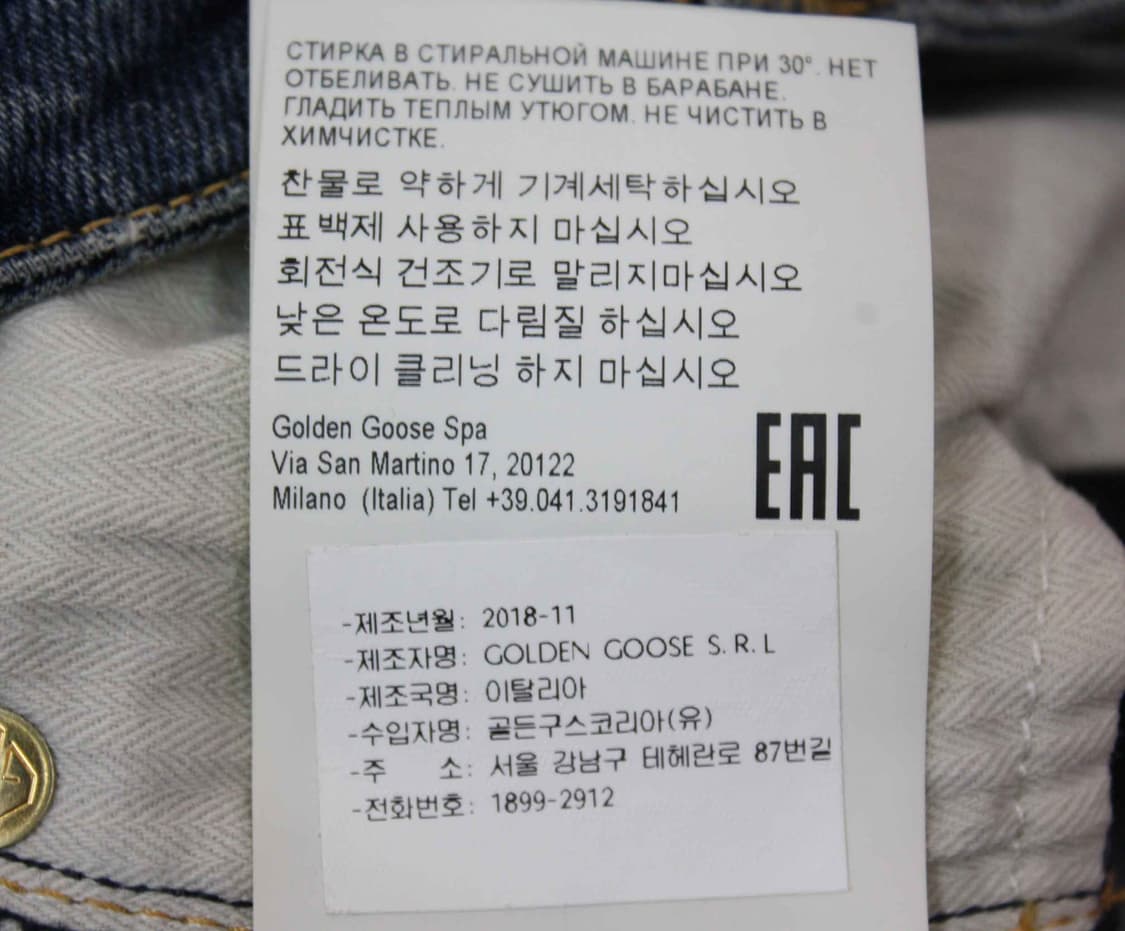 СТИРКА В СТИРАЛЬНОЙ МАШИНЕ ПРИ 30°. НЕТ
ОТБЕЛИВАТЬ. НЕ СУШИТЬ В БАРАБАНЕ.
ГЛАДИТЬ ТЕПЛЫМ УТЮГОМ. НЕ ЧИСТИТЬ В
ХИМЧИСТКЕ.
찬물로 약하게 기계세탁하십시오
표백제 사용하지 마십시오
회전식 건조기로 말리지마십시오
낮은 온도로 다림질 하십시오
드라이 클리닝 하지 마십시오
Golden Goose Spa
Via San Martino 17, 20122
Milano (Italia) Tel +39.041.3191841
EAC
-제조년월: 2018-11
-제조자명: GOLDEN GOOSE S.R.L
-제조국명: 이탈리아
-수입자명: 골든구스코리아(유)
-주 소: 서울 강남구 테헤란로 87번길
-전화번호: 1899-2912